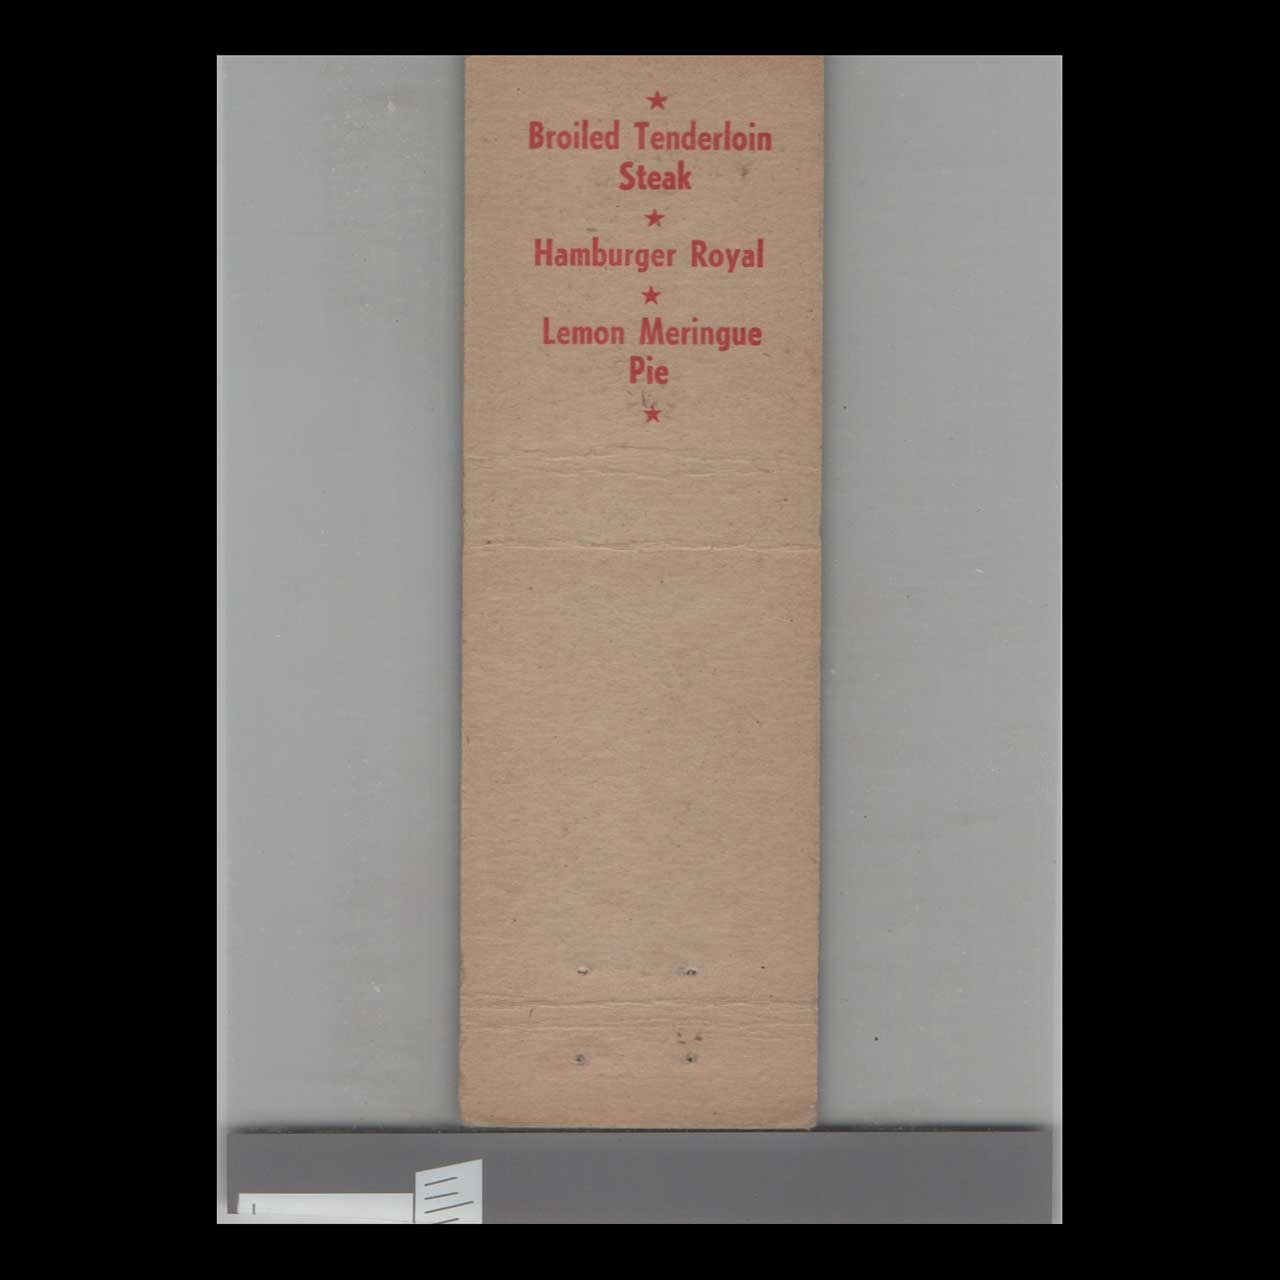 ★
Broiled Tenderloin
Steak
★
Hamburger Royal
★
Lemon Meringue
Pie
★